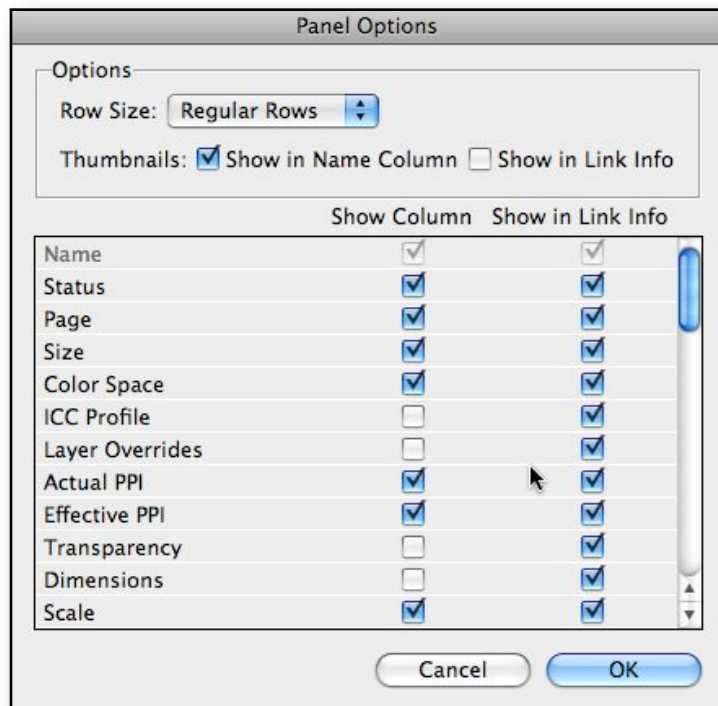 Panel Options
Options
Row Size: Regular Rows
Thumbnails: Show in Name Column Show in Link Info
Show Column Show in Link Info
Name
Status
Page
Size
Color Space
ICC Profile
Layer Overrides
Actual PPI
Effective PPI
Transparency
Dimensions
Scale
Cancel OK